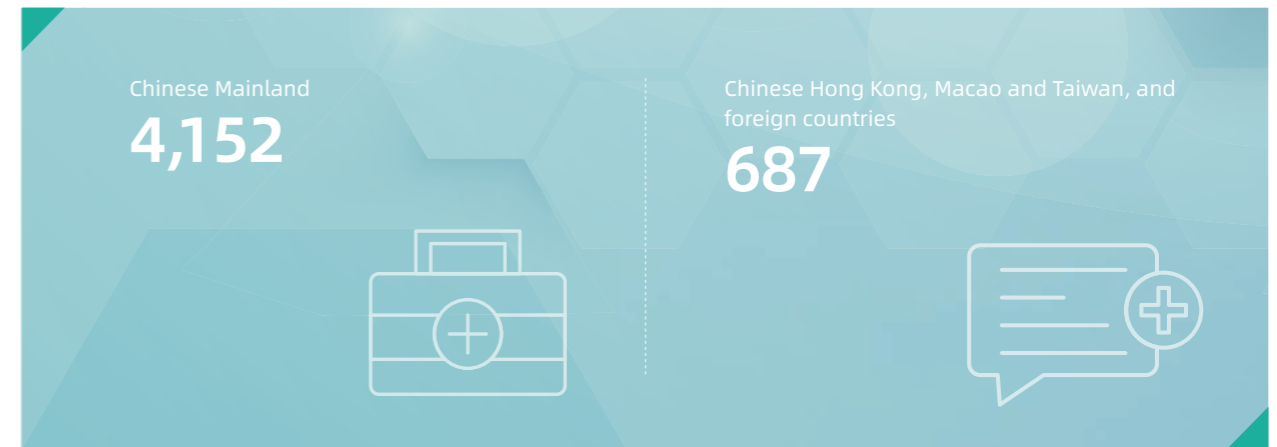 Chinese Mainland
4,152
Chinese Hong Kong, Macao and Taiwan, and
foreign countries
687